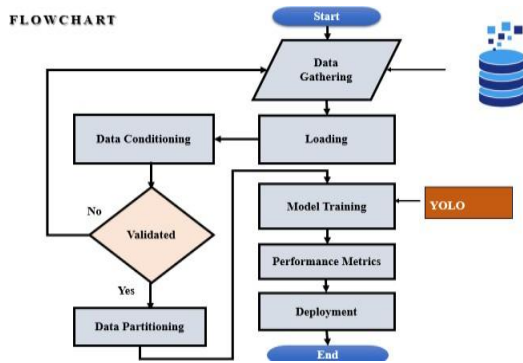 FLOWCHART
Start
Data
Gathering
Data Conditioning
Loading
No
Validated
Model Training
YOLO
Performance Metrics
Yes
Data Partitioning
Deployment
End